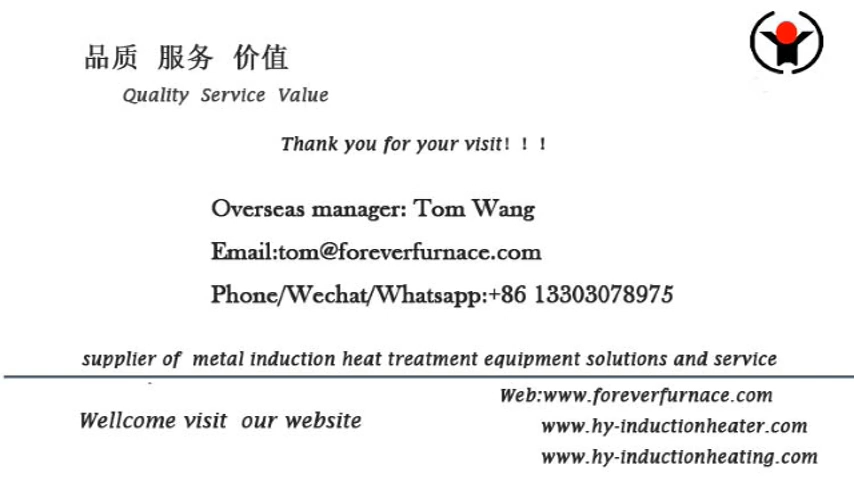 品质 服务 价值
Quality Service Value
Thank you for your visit! ! !
Overseas manager: Tom Wang
Email:tom@foreverfurnace.com
Phone/Wechat/Whatsapp:+86 13303078975
supplier of metal induction heat treatment equipment solutions and service
Wellcome visit our website
Web:www.foreverfurnace.com
www.hy-inductionheater.com
www.hy-inductionheating.com